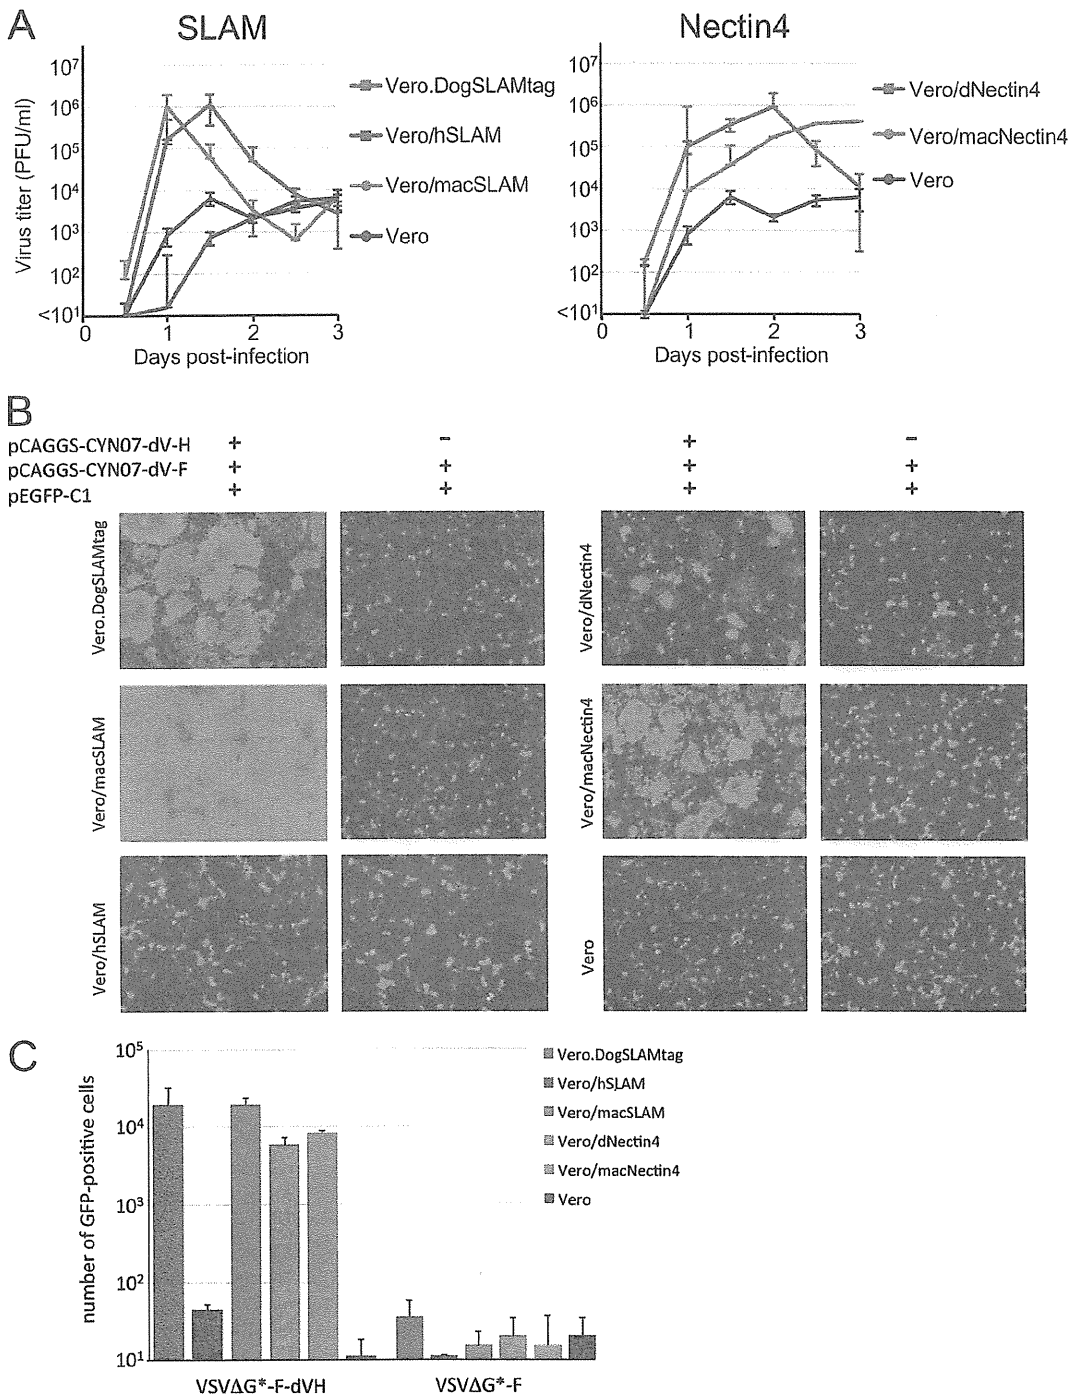 A
SLAM
Nectin4
Virus titer (PFU/ml)
10⁷
10⁶
10⁵
10⁴
10³
10²
<10¹
0
1
2
3
Days post-infection
Vero.DogSLAMtag
Vero/hSLAM
Vero/macSLAM
Vero
10⁷
10⁶
10⁵
10⁴
10³
10²
<10¹
0
1
2
3
Days post-infection
Vero/dNectin4
Vero/macNectin4
Vero
B
pCAGGS-CYN07-dV-H + − + −
pCAGGS-CYN07-dV-F + + + +
pEGFP-C1 + + + +
Vero.DogSLAMtag
Vero/dNectin4
Vero/macSLAM
Vero/macNectin4
Vero/hSLAM
Vero
C
number of GFP-positive cells
10⁵
10⁴
10³
10²
10¹
VSVΔG*-F-dVH
VSVΔG*-F
Vero.DogSLAMtag
Vero/hSLAM
Vero/macSLAM
Vero/dNectin4
Vero/macNectin4
Vero